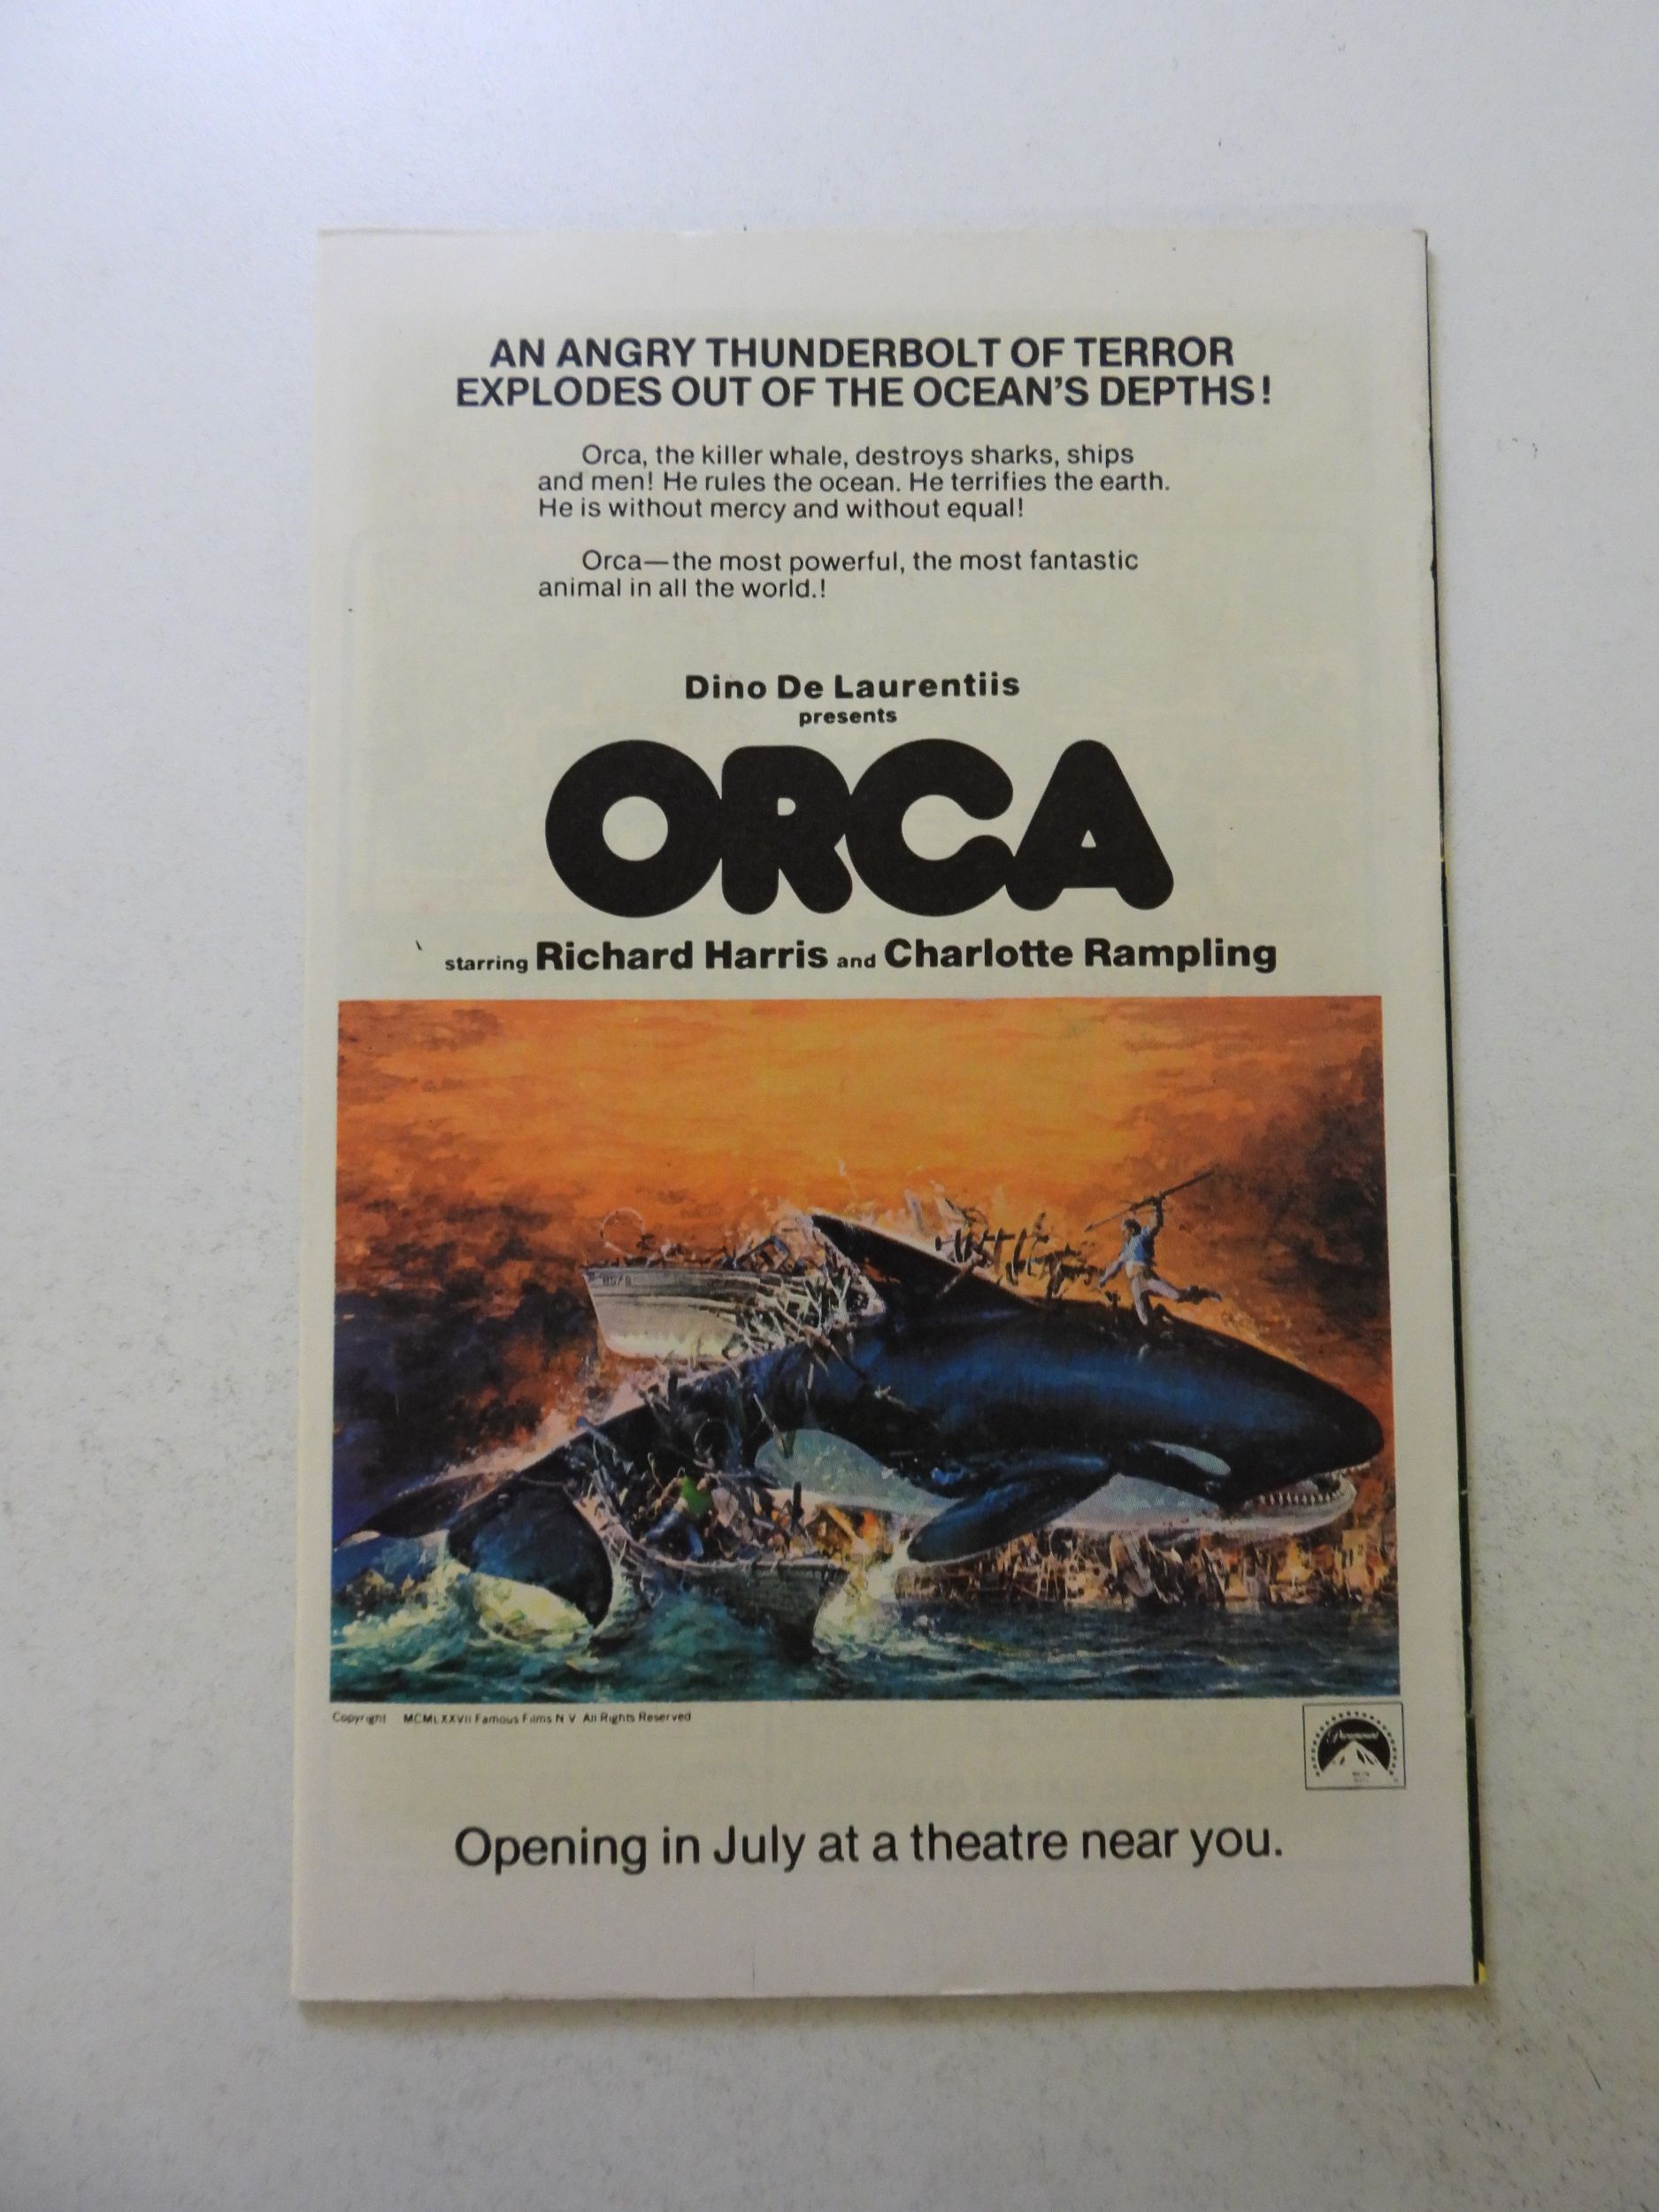 AN ANGRY THUNDERBOLT OF TERROR
EXPLODES OUT OF THE OCEAN'S DEPTHS!
Orca, the killer whale, destroys sharks, ships
and men! He rules the ocean. He terrifies the earth.
He is without mercy and without equal!
Orca—the most powerful, the most fantastic
animal in all the world.!
Dino De Laurentiis
presents
ORCA
starring Richard Harris and Charlotte Rampling
Copyright MCMLXXVII Famous Films N V All Rights Reserved
Paramount
Opening in July at a theatre near you.